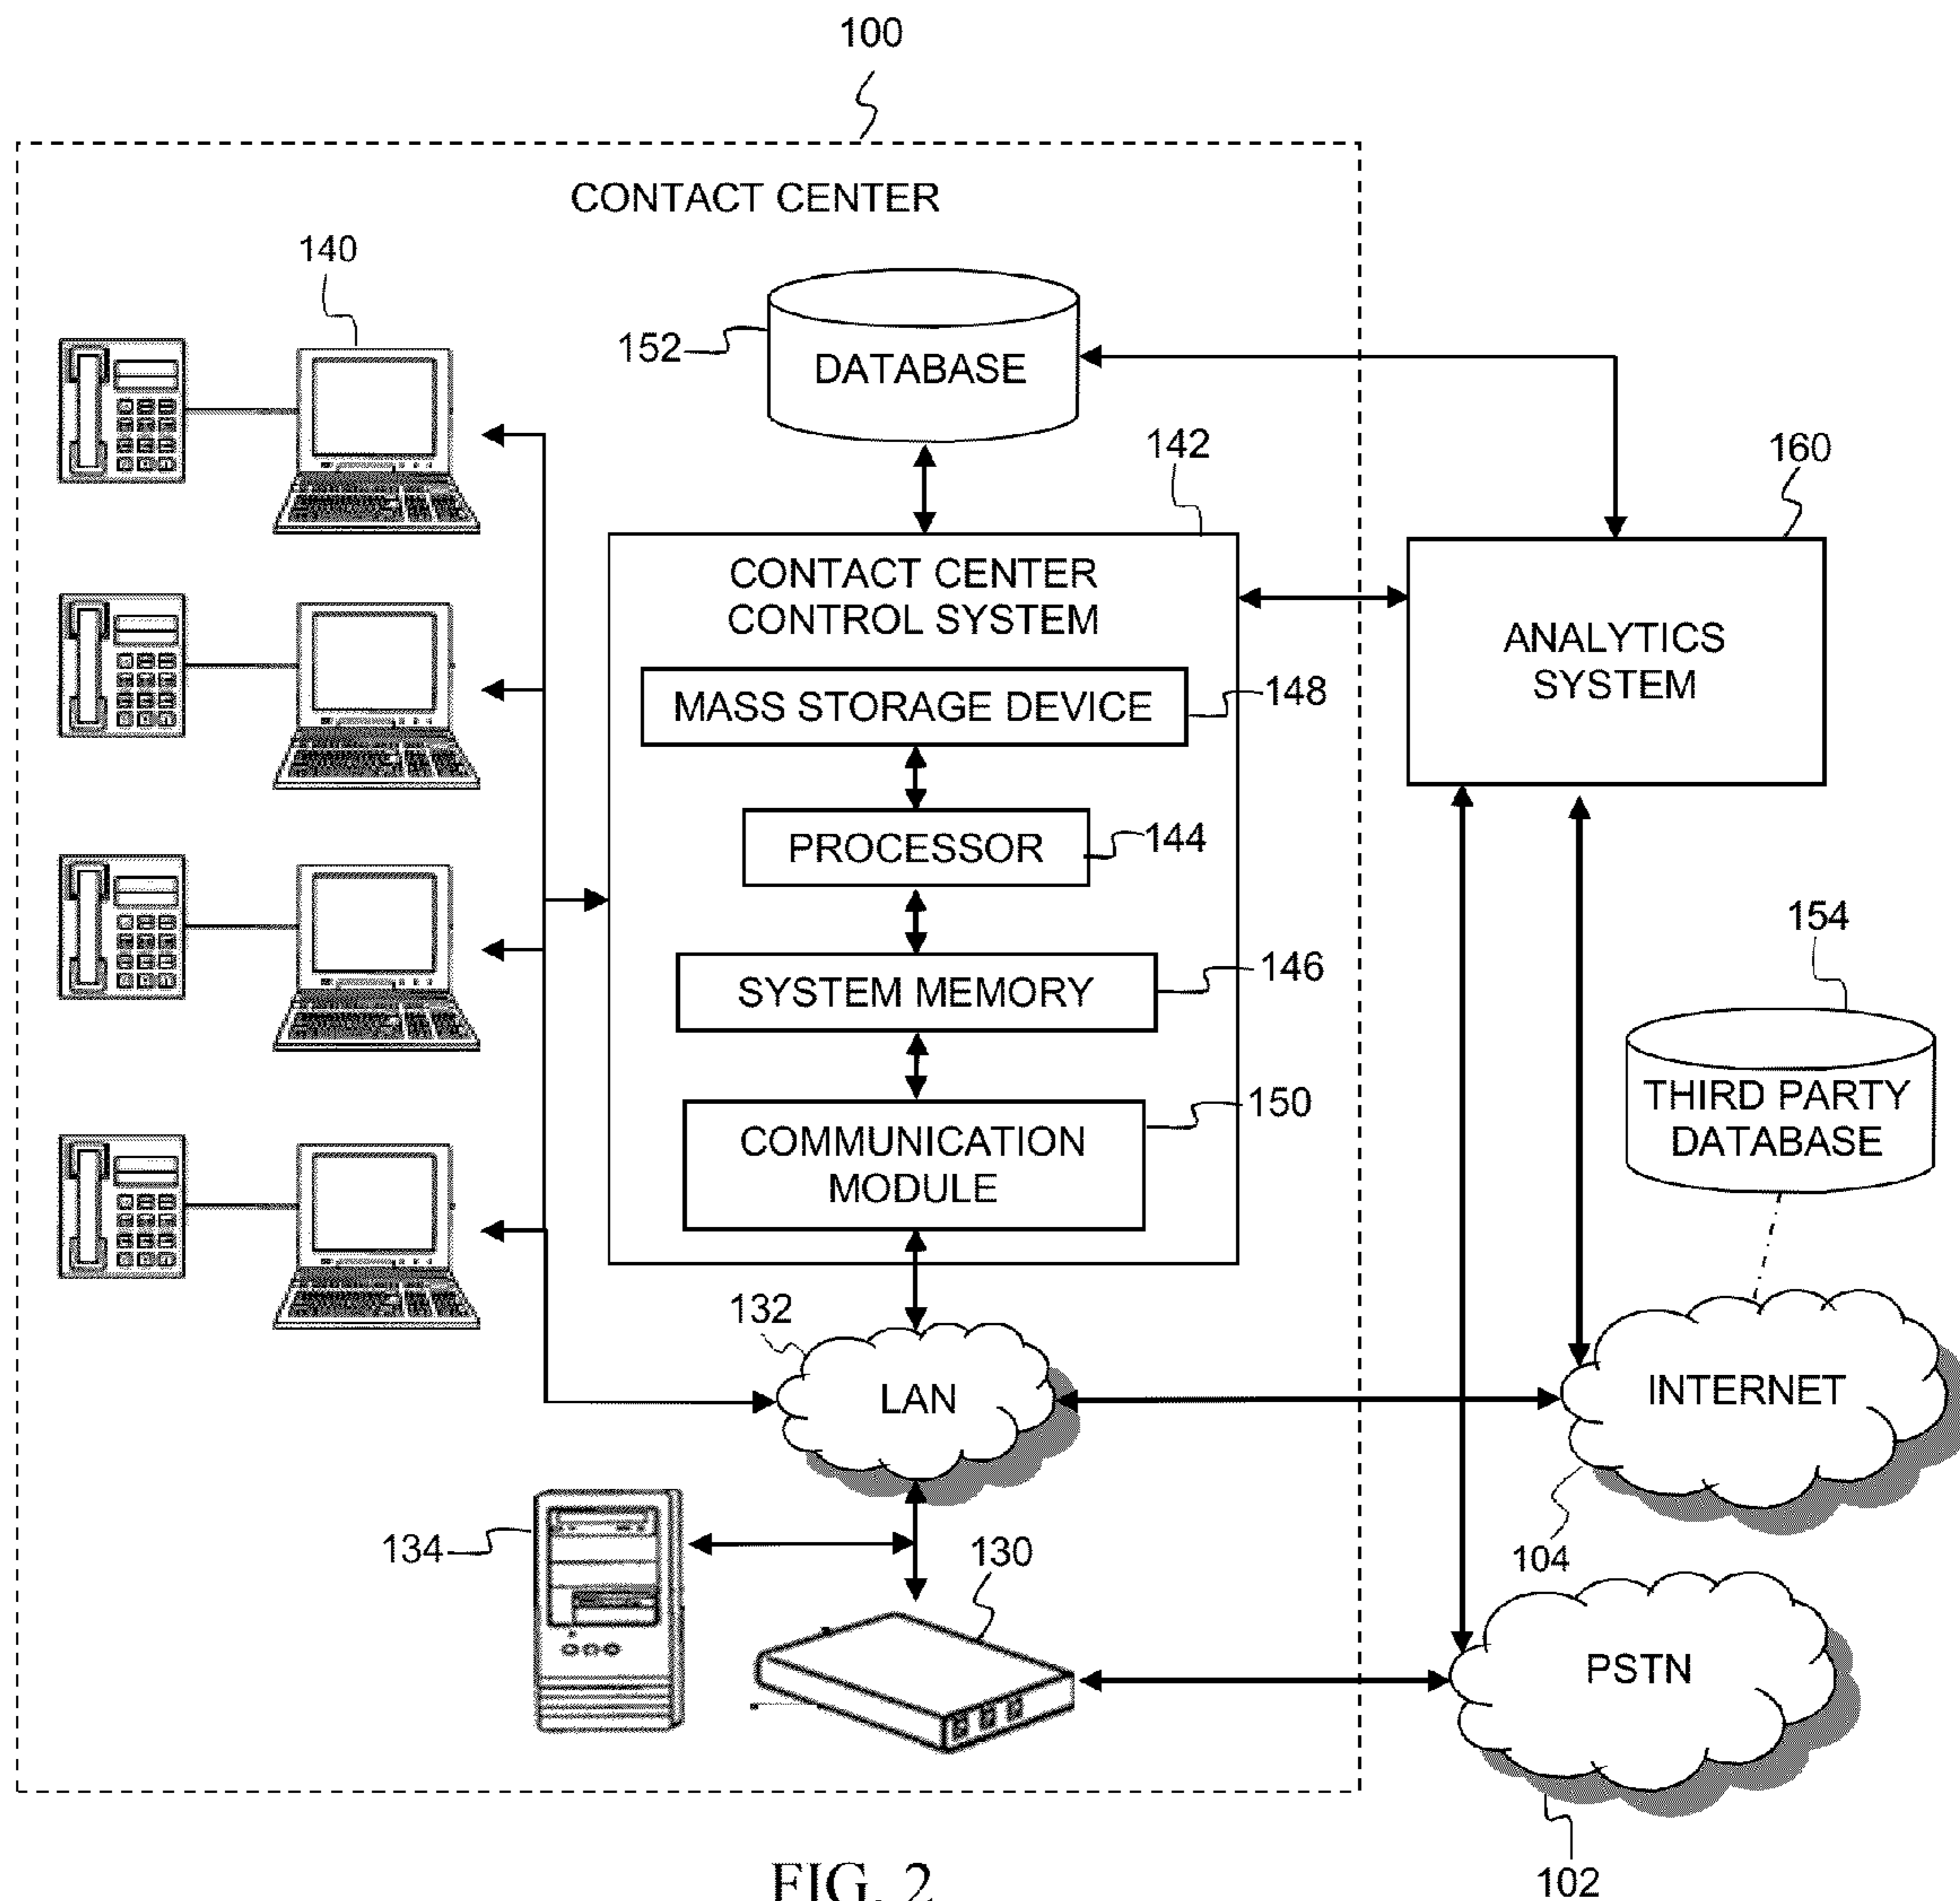 100
CONTACT CENTER
140
152
DATABASE
142
160
CONTACT CENTER
CONTROL SYSTEM
ANALYTICS
SYSTEM
MASS STORAGE DEVICE
148
PROCESSOR
144
154
SYSTEM MEMORY
146
THIRD PARTY
DATABASE
COMMUNICATION
MODULE
150
132
LAN
INTERNET
134
130
104
PSTN
102
FIG. 2